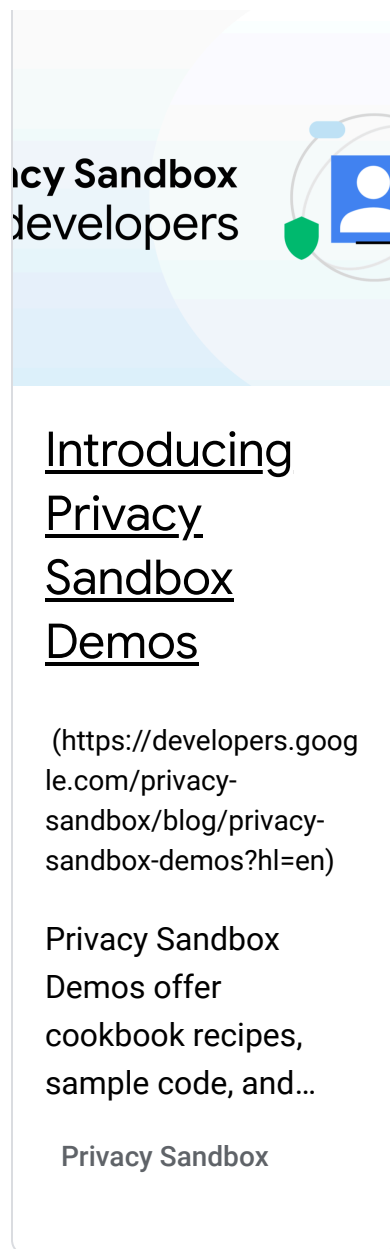 acy Sandbox
developers
Introducing
Privacy
Sandbox
Demos
(https://developers.goog
le.com/privacy-
sandbox/blog/privacy-
sandbox-demos?hl=en)
Privacy Sandbox
Demos offer
cookbook recipes,
sample code, and…
Privacy Sandbox